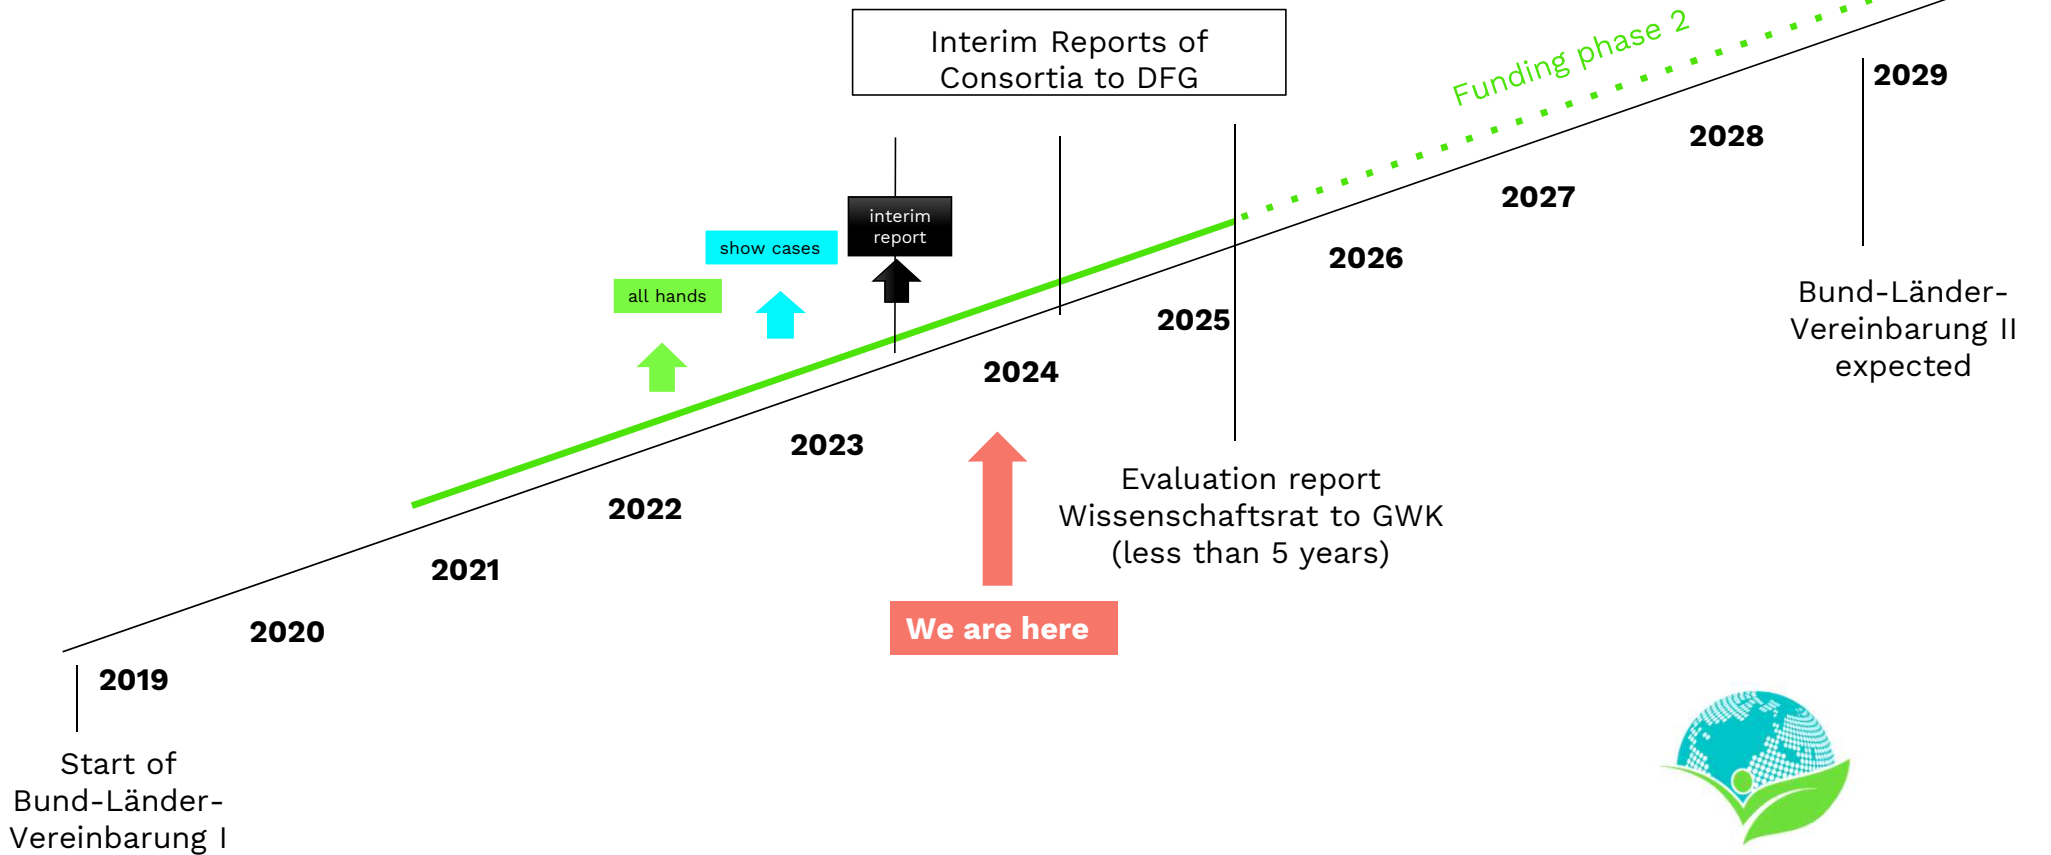 Interim Reports of
Consortia to DFG
Funding phase 2
2029
2028
interim
report
2027
show cases
2026
all hands
Bund-Länder-
Vereinbarung II
expected
2025
2024
2023
Evaluation report
Wissenschaftsrat to GWK
(less than 5 years)
2022
2021
We are here
2020
2019
Start of
Bund-Länder-
Vereinbarung I